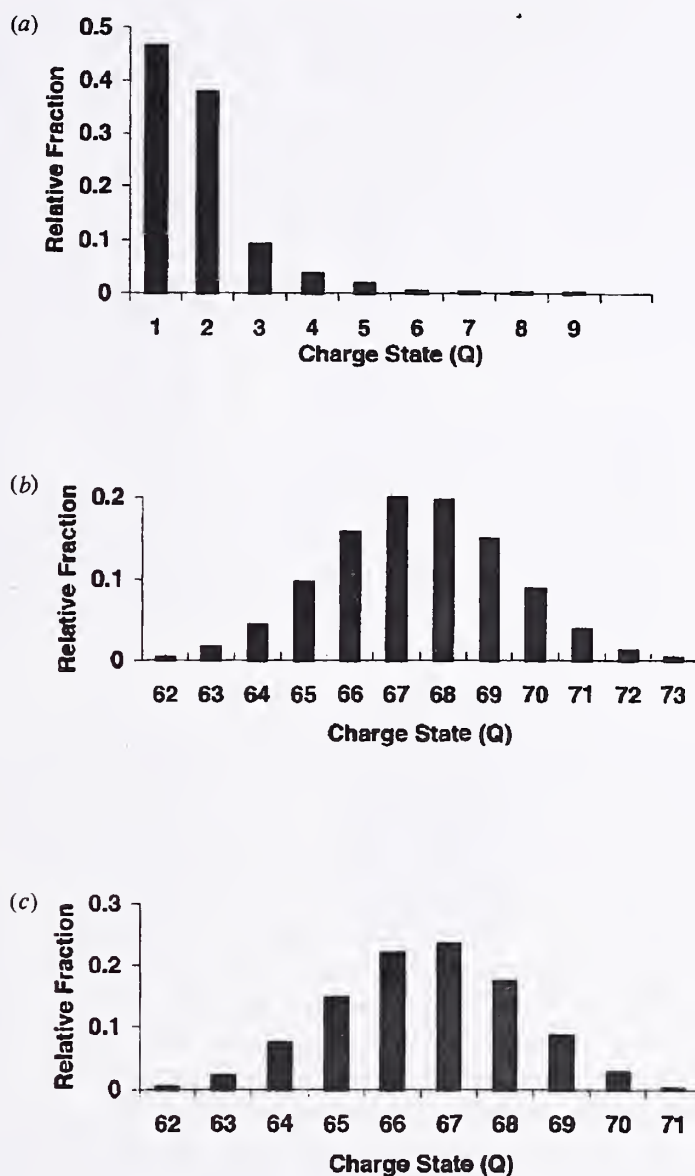 (a)
Relative Fraction
0.5
0.4
0.3
0.2
0.1
0
1 2 3 4 5 6 7 8 9
Charge State (Q)
(b)
Relative Fraction
0.2
0.1
0
62 63 64 65 66 67 68 69 70 71 72 73
Charge State (Q)
(c)
Relative Fraction
0.3
0.2
0.1
0
62 63 64 65 66 67 68 69 70 71
Charge State (Q)